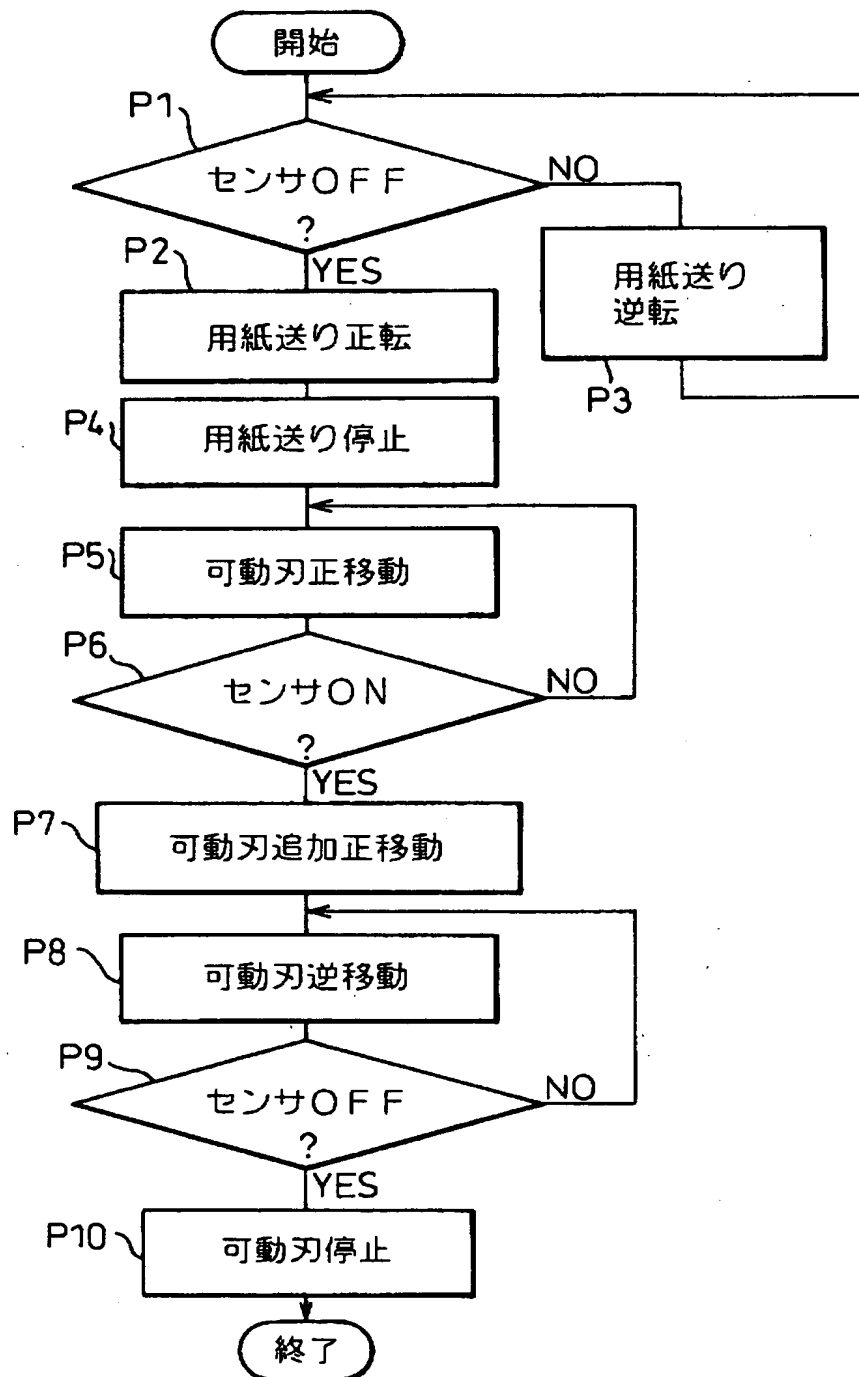 開始
P1
センサOFF
?
NO
YES
P2
用紙送り正転
用紙送り
逆転
P3
P4
用紙送り停止
P5
可動刃正移動
P6
センサON
?
NO
YES
P7
可動刃追加正移動
P8
可動刃逆移動
P9
センサOFF
?
NO
YES
P10
可動刃停止
終了